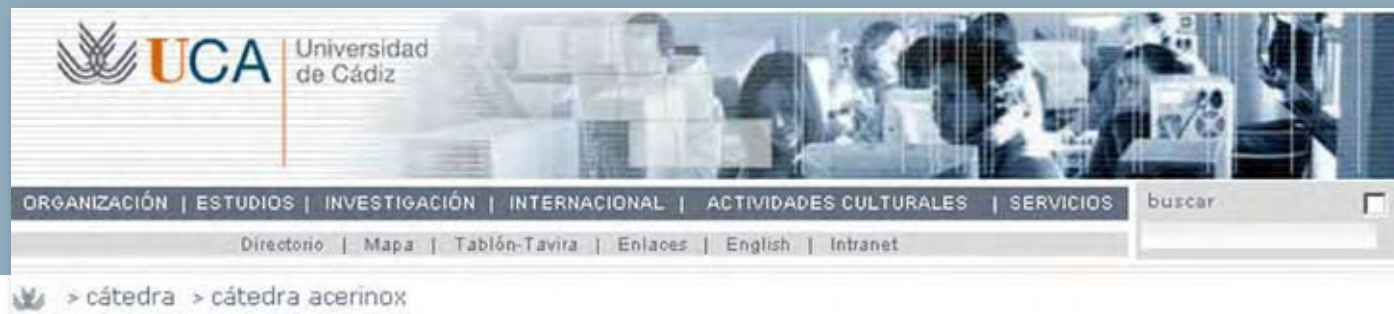 UCA
Universidad
de Cádiz
ORGANIZACIÓN | ESTUDIOS | INVESTIGACIÓN | INTERNACIONAL | ACTIVIDADES CULTURALES | SERVICIOS
buscar
Directorio | Mapa | Tablón-Tavira | Enlaces | English | Intranet
> cátedra > cátedra acerinox